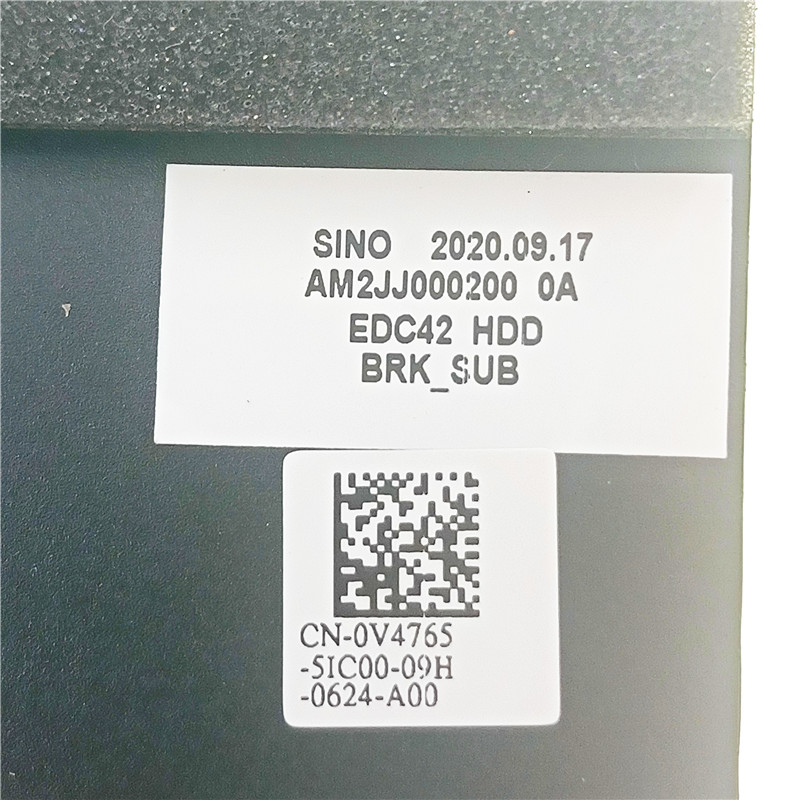 SINO 2020.09.17
AM2JJ000200 0A
EDC42 HDD
BRK_SUB
CN-0V4765
-5IC00-09H
-0624-A00